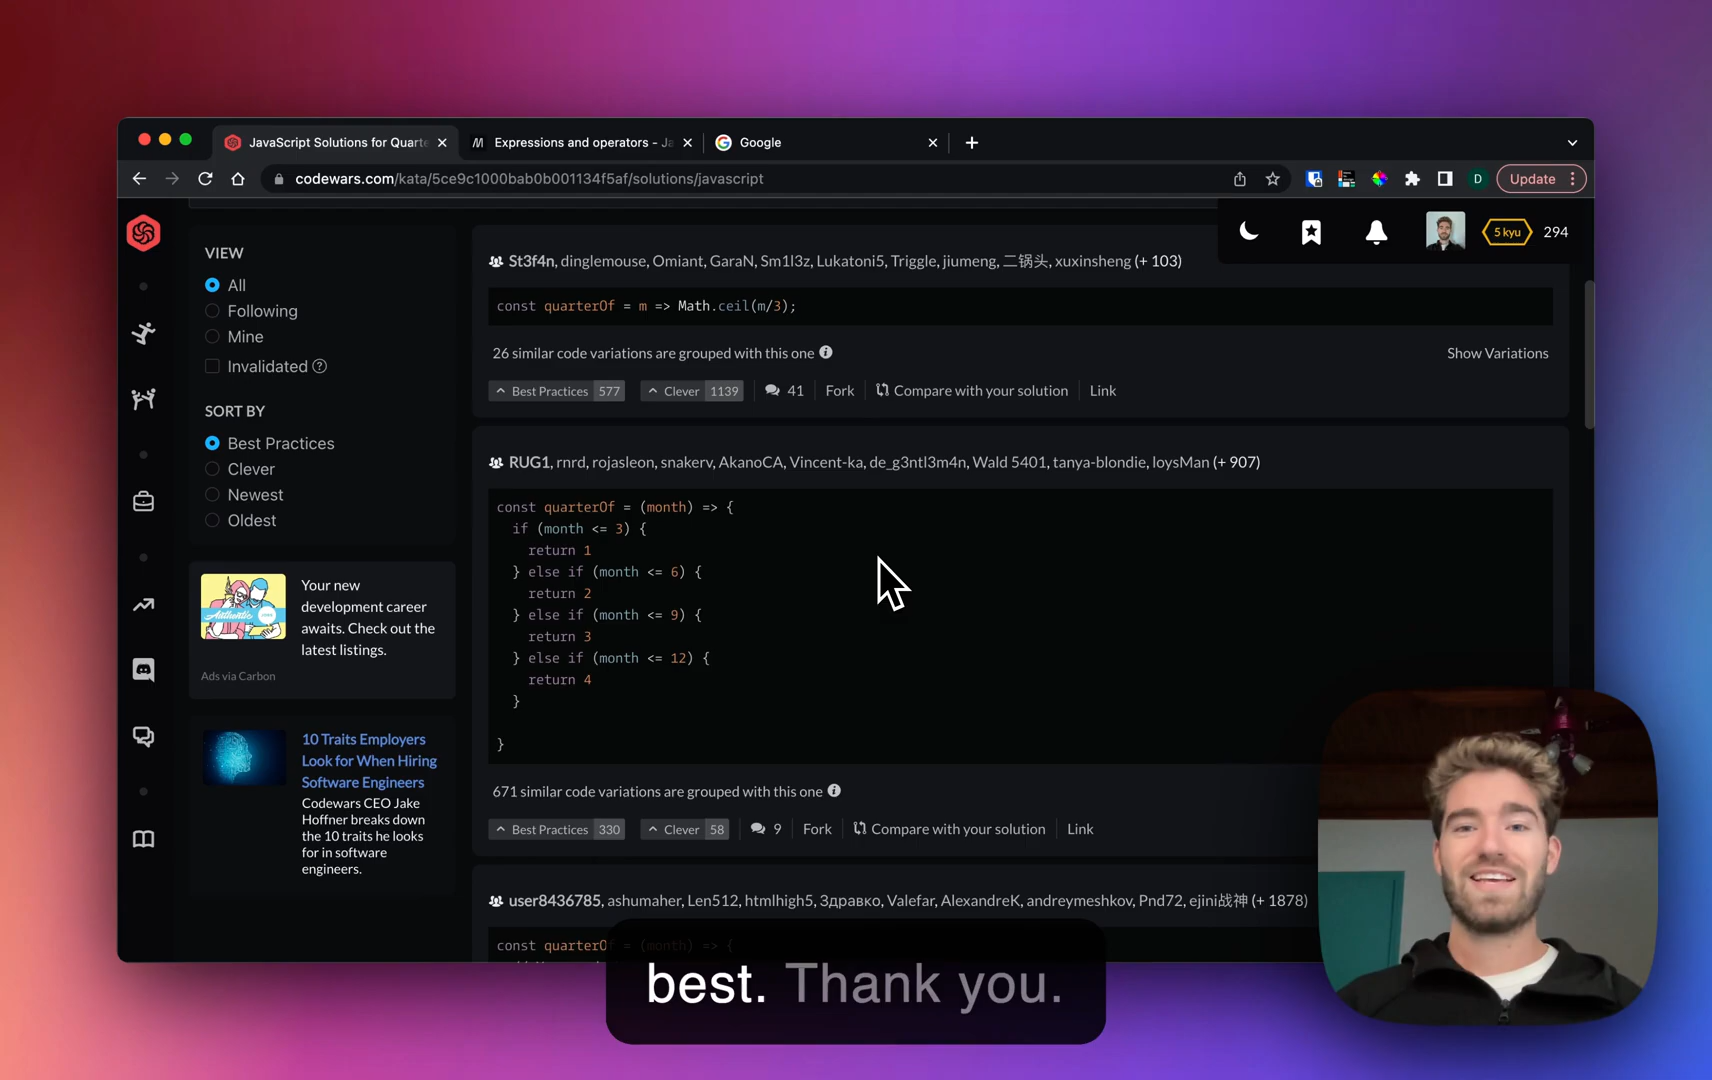 JavaScript Solutions for Quarte
Expressions and operators - Ja
Google
codewars.com/kata/5ce9c1000bab0b001134f5af/solutions/javascript
D
Update
5 kyu
294
VIEW
All
Following
Mine
Invalidated
SORT BY
Best Practices
Clever
Newest
Oldest
Your new
development career
awaits. Check out the
latest listings.
Authentic
Ads via Carbon
10 Traits Employers
Look for When Hiring
Software Engineers
Codewars CEO Jake
Hoffner breaks down
the 10 traits he looks
for in software
engineers.
St3f4n, dinglemouse, Omiant, GaraN, Sm1l3z, Lukatoni5, Triggle, jiumeng, 二锅头, xuxinsheng (+ 103)
const quarterOf = m => Math.ceil(m/3);
26 similar code variations are grouped with this one
Show Variations
Best Practices 577 Clever 1139 41 Fork Compare with your solution Link
RUG1, rnrd, rojasleon, snakerv, AkanoCA, Vincent-ka, de_g3ntl3m4n, Wald 5401, tanya-blondie, loysMan (+ 907)
const quarterOf = (month) => {
if (month <= 3) {
return 1
} else if (month <= 6) {
return 2
} else if (month <= 9) {
return 3
} else if (month <= 12) {
return 4
}
}
671 similar code variations are grouped with this one
Best Practices 330 Clever 58 9 Fork Compare with your solution Link
user8436785, ashumaher, Len512, htmlhigh5, Здравко, Valefar, AlexandreK, andreymeshkov, Pnd72, ejini战神 (+ 1878)
const quarterOf = (month) => {
best. Thank you.